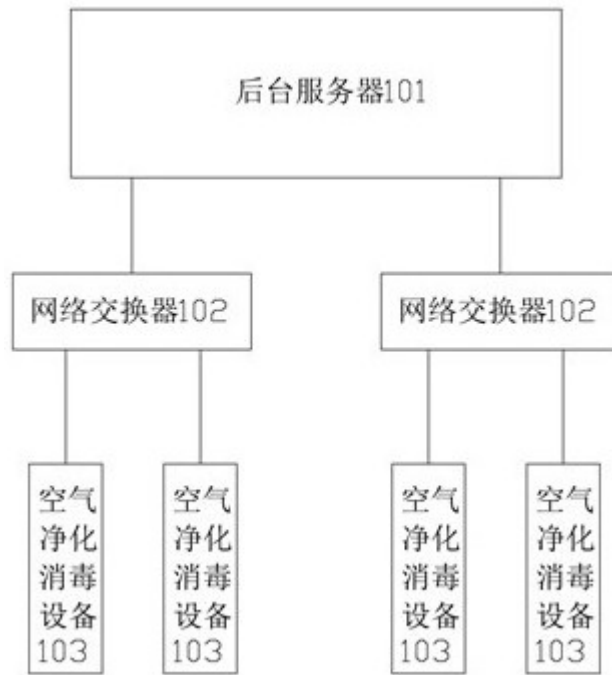 后台服务器101
网络交换器102
网络交换器102
空气
净化
消毒
设备
103
空气
净化
消毒
设备
103
空气
净化
消毒
设备
103
空气
净化
消毒
设备
103